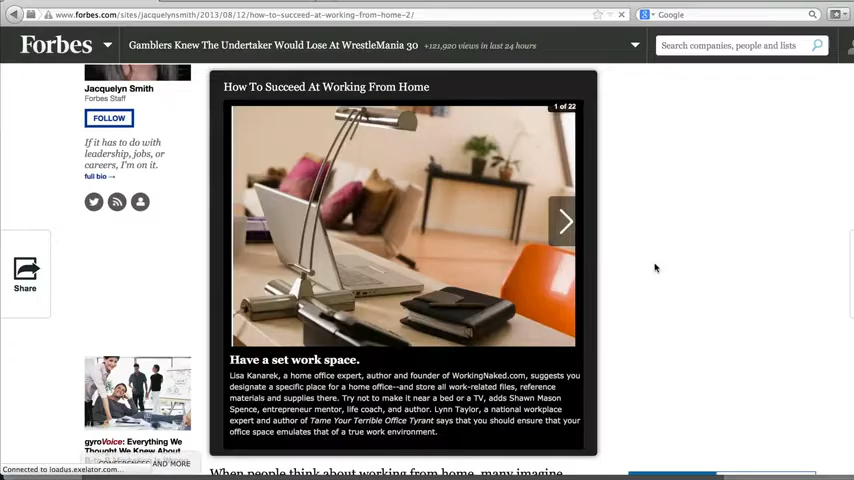 www.forbes.com/sites/jacquelynsmith/2013/08/12/how-to-succeed-at-working-from-home-2/
Google
Forbes
Gamblers Knew The Undertaker Would Lose At WrestleMania 30 +121,920 views in last 24 hours
Search companies, people and lists
Jacquelyn Smith
Forbes Staff
FOLLOW
If it has to do with
leadership, jobs, or
careers, I'm on it.
full bio →
Share
How To Succeed At Working From Home
1 of 22
Have a set work space.
Lisa Kanarek, a home office expert, author and founder of WorkingNaked.com, suggests you
designate a specific place for a home office--and store all work-related files, reference
materials and supplies there. Try not to make it near a bed or a TV, adds Shawn Mason
Spence, entrepreneur mentor, life coach, and author. Lynn Taylor, a national workplace
expert and author of Tame Your Terrible Office Tyrant says that you should ensure that your
office space emulates that of a true work environment.
gyroVoice: Everything We
Thought We Knew About
AND MORE
Connected to loadus.exelator.com...
When people think about working from home, many imagine